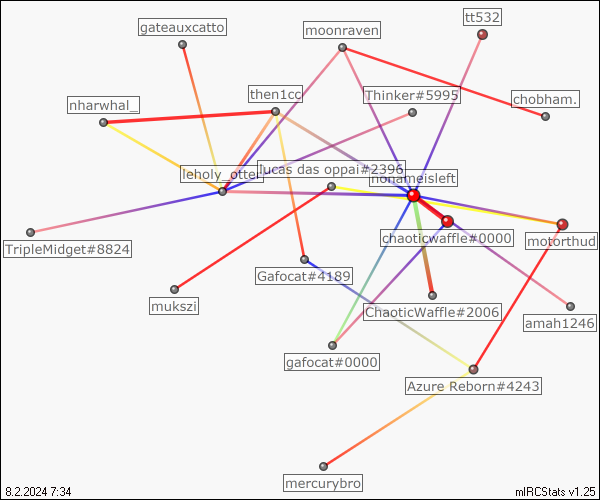 tt532
gateauxcatto
moonraven
then1cc
Thinker#5995
chobham.
nharwhal_
lucas das oppai#2396
leholy_otte
nonameisleft
chaoticwaffle#0000
motorthud
TripleMidget#8824
Gafocat#4189
mukszi
ChaoticWaffle#2006
amah1246
gafocat#0000
Azure Reborn#4243
mercurybro
8.2.2024 7:34
mIRCStats v1.25